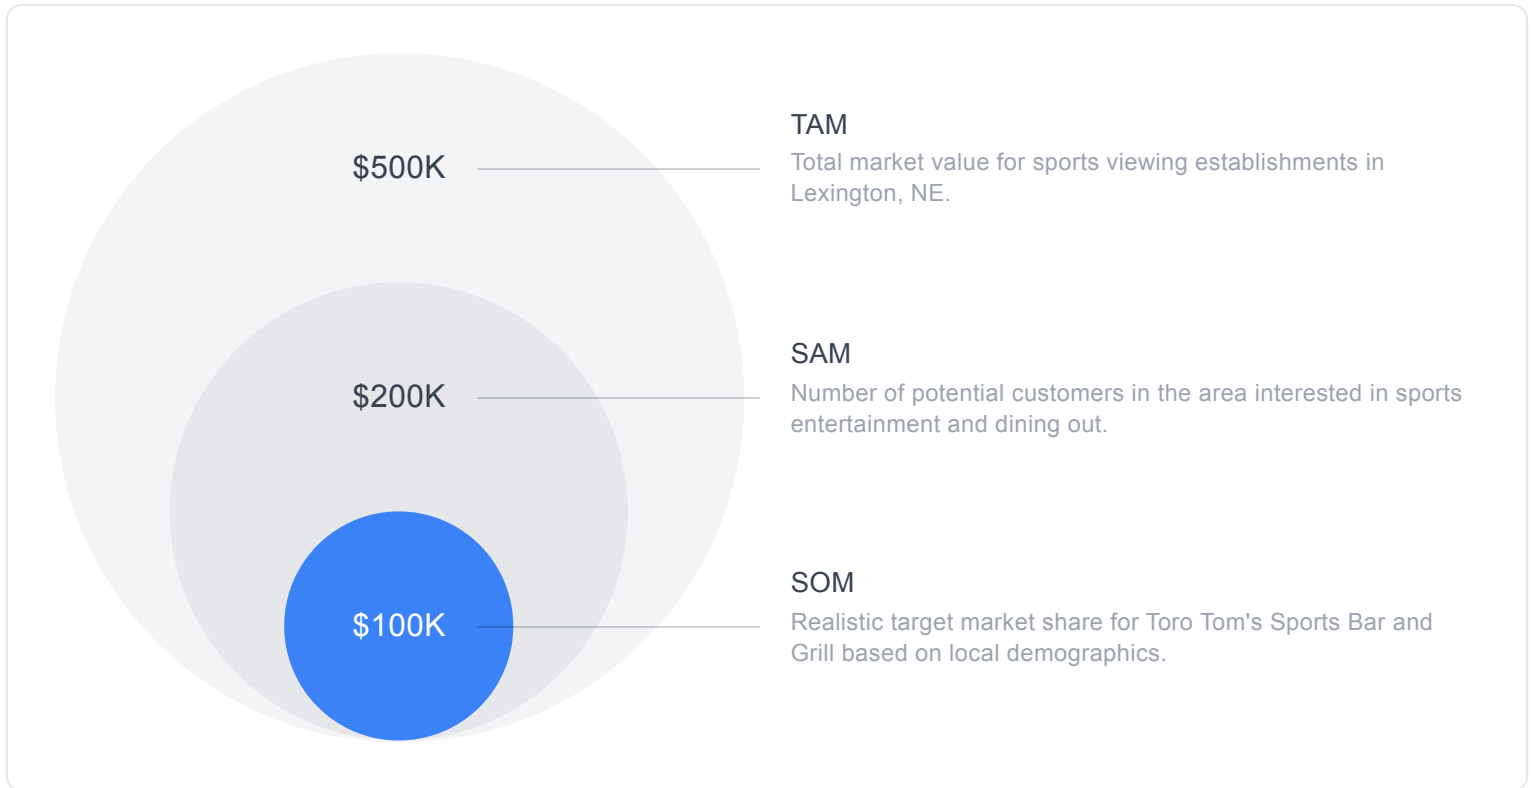 $500K
TAM
Total market value for sports viewing establishments in
Lexington, NE.
$200K
SAM
Number of potential customers in the area interested in sports
entertainment and dining out.
$100K
SOM
Realistic target market share for Toro Tom's Sports Bar and
Grill based on local demographics.